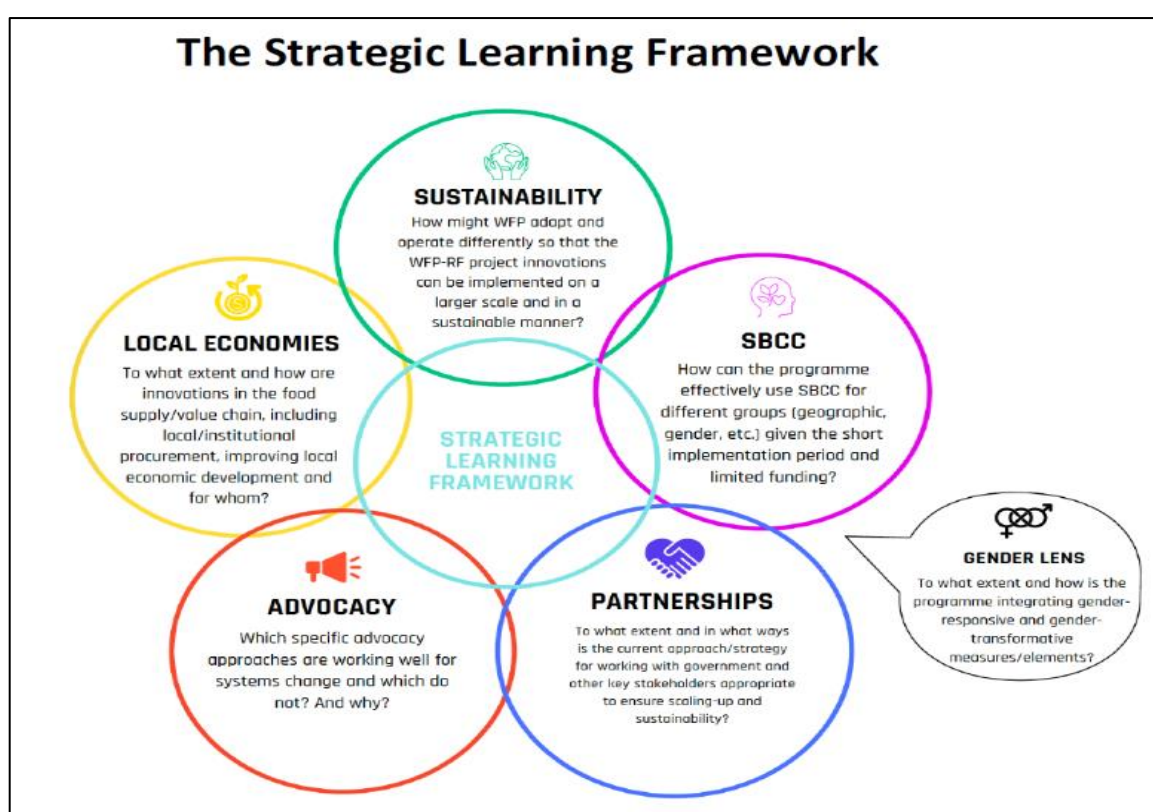 The Strategic Learning Framework
SUSTAINABILITY
How might WFP adapt and
operate differently so that the
WFP-RF project innovations
can be implemented on a
larger scale and in a
sustainable manner?
LOCAL ECONOMIES
To what extent and how are
innovations in the food
supply/value chain, including
local/institutional
procurement, improving local
economic development and
for whom?
SBCC
How can the programme
effectively use SBCC for
different groups (geographic,
gender, etc.) given the short
implementation period and
limited funding?
STRATEGIC
LEARNING
FRAMEWORK
ADVOCACY
Which specific advocacy
approaches are working well for
systems change and which do
not? And why?
PARTNERSHIPS
To what extent and in what ways
is the current approach/strategy
for working with government and
other key stakeholders appropriate
to ensure scaling-up and
sustainability?
GENDER LENS
To what extent and how is the
programme integrating gender-
responsive and gender-
transformative
measures/elements?